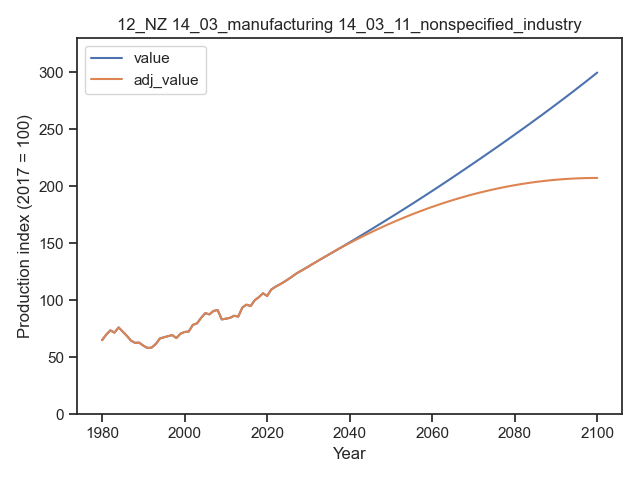 12_NZ 14_03_manufacturing 14_03_11_nonspecified_industry
value
adj_value
Production index (2017 = 100)
300
250
200
150
100
50
0
1980 2000 2020 2040 2060 2080 2100
Year